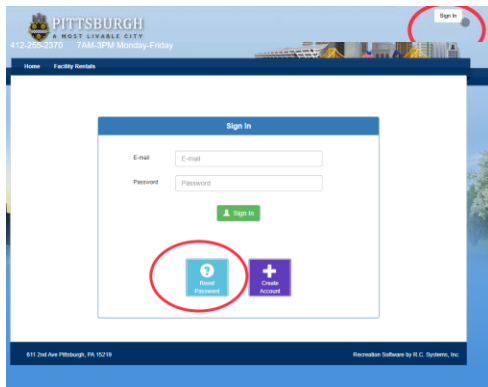 PITTSBURGH
A MOST LIVABLE CITY
Sign In
412-255-2370 7AM-3PM Monday-Friday
Home Facility Rentals
Sign In
E-mail E-mail
Password Password
Sign In
Reset
Password
Create
Account
611 2nd Ave Pittsburgh, PA 15219 Recreation Software by R.C. Systems, Inc.